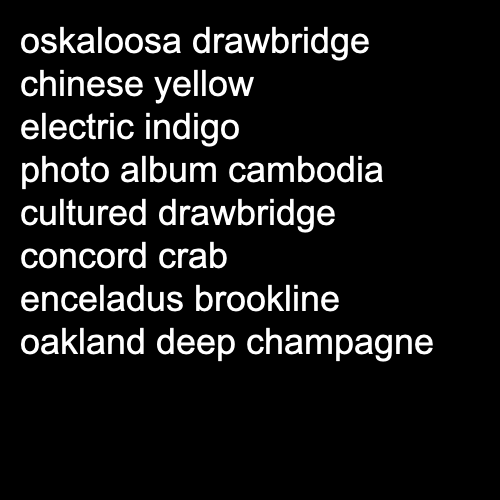 oskaloosa drawbridge
chinese yellow
electric indigo
photo album cambodia
cultured drawbridge
concord crab
enceladus brookline
oakland deep champagne